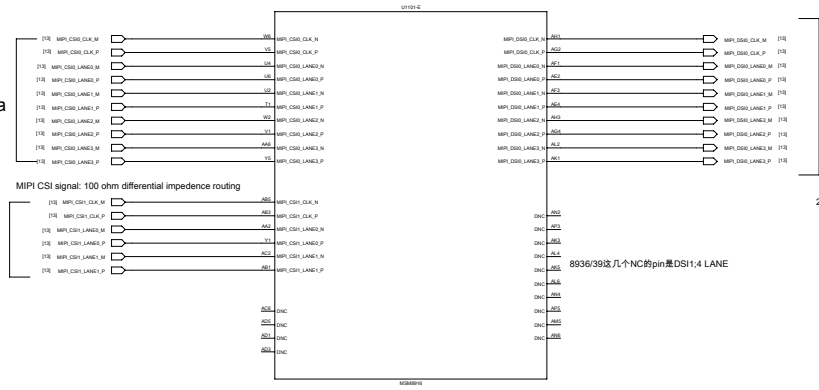 U1101-E
[13] MIPI_CSI0_CLK_M W6 MIPI_CSI0_CLK_N MIPI_DSI0_CLK_N AH1 MIPI_DSI0_CLK_M [13]
[13] MIPI_CSI0_CLK_P V5 MIPI_CSI0_CLK_P MIPI_DSI0_CLK_P AG2 MIPI_DSI0_CLK_P [13]
[13] MIPI_CSI0_LANE0_M U4 MIPI_CSI0_LANE0_N MIPI_DSI0_LANE0_N AF1 MIPI_DSI0_LANE0_M [13]
[13] MIPI_CSI0_LANE0_P U6 MIPI_CSI0_LANE0_P MIPI_DSI0_LANE0_P AE2 MIPI_DSI0_LANE0_P [13]
[13] MIPI_CSI0_LANE1_M U2 MIPI_CSI0_LANE1_N MIPI_DSI0_LANE1_N AF3 MIPI_DSI0_LANE1_M [13]
a [13] MIPI_CSI0_LANE1_P T1 MIPI_CSI0_LANE1_P MIPI_DSI0_LANE1_P AE4 MIPI_DSI0_LANE1_P [13]
[13] MIPI_CSI0_LANE2_M W2 MIPI_CSI0_LANE2_N MIPI_DSI0_LANE2_N AH3 MIPI_DSI0_LANE2_M [13]
[13] MIPI_CSI0_LANE2_P V1 MIPI_CSI0_LANE2_P MIPI_DSI0_LANE2_P AG4 MIPI_DSI0_LANE2_P [13]
[13] MIPI_CSI0_LANE3_M AA6 MIPI_CSI0_LANE3_N MIPI_DSI0_LANE3_N AL2 MIPI_DSI0_LANE3_M [13]
[13] MIPI_CSI0_LANE3_P Y5 MIPI_CSI0_LANE3_P MIPI_DSI0_LANE3_P AK1 MIPI_DSI0_LANE3_P [13]
MIPI CSI signal: 100 ohm differential impedence routing
[13] MIPI_CSI1_CLK_M AB5 MIPI_CSI1_CLK_N 2
[13] MIPI_CSI1_CLK_P AB3 MIPI_CSI1_CLK_P DNC AN2
[13] MIPI_CSI1_LANE0_M AA2 MIPI_CSI1_LANE0_N DNC AP3
[13] MIPI_CSI1_LANE0_P Y1 MIPI_CSI1_LANE0_P DNC AK3
[13] MIPI_CSI1_LANE1_M AC2 MIPI_CSI1_LANE1_N DNC AL4
[13] MIPI_CSI1_LANE1_P AB1 MIPI_CSI1_LANE1_P DNC AK5 8936/39这几个NC的pin是DSI1;4 LANE
DNC AL6
DNC AN4
AC6 DNC DNC AP5
AD5 DNC DNC AM5
AD1 DNC DNC AN6
AD3 DNC
MSM8916